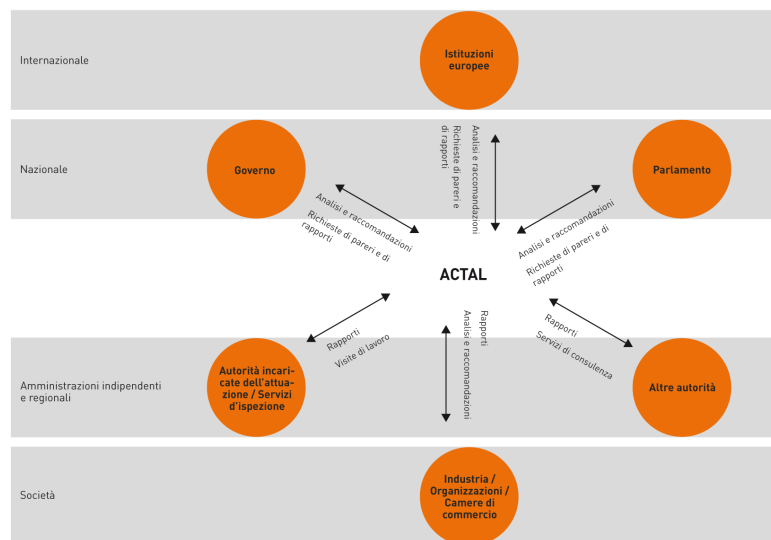 Internazionale
Istituzioni
europee
Nazionale
Governo
Parlamento
Analisi e raccomandazioni
Richieste di pareri e di
rapporti
Analisi e raccomandazioni
Richieste di pareri e
di rapporti
Analisi e raccomandazioni
Richieste di pareri e di
rapporti
ACTAL
Rapporti
Visite di lavoro
Rapporti
Analisi e raccomandazioni
Rapporti
Servizi di consulenza
Amministrazioni indipendenti
e regionali
Autorità incari-
cate dell'attua-
zione / Servizi
d'ispezione
Altre autorità
Società
Industria /
Organizzazioni /
Camere di
commercio